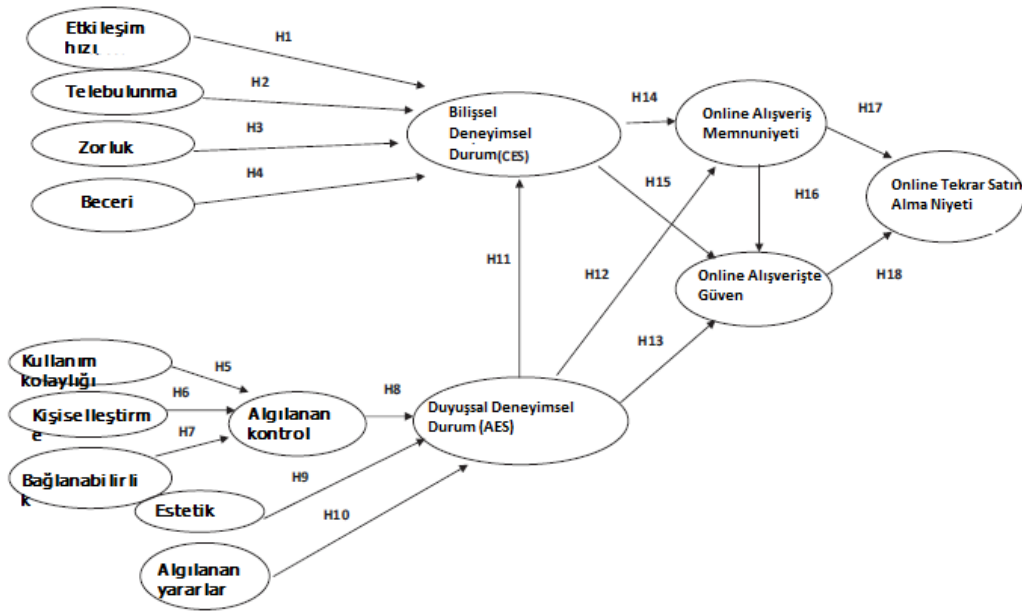 Etkileşim
hızı
H1
Telebulunma
H2
Zorluk
H3
Beceri
H4
Bilişsel
Deneyimsel
Durum(CES)
H14
Online Alışveriş
Memnuniyeti
H17
H15
H16
Online Tekrar Satın
Alma Niyeti
H11
H12
Online Alışverişte
Güven
H18
H13
Kullanım
kolaylığı
H5
Kişiselleştirm
e
H6
Bağlanabilirli
k
H7
Algılanan
kontrol
H8
Duyuşsal Deneyimsel
Durum (AES)
Estetik
H9
H10
Algılanan
yararlar